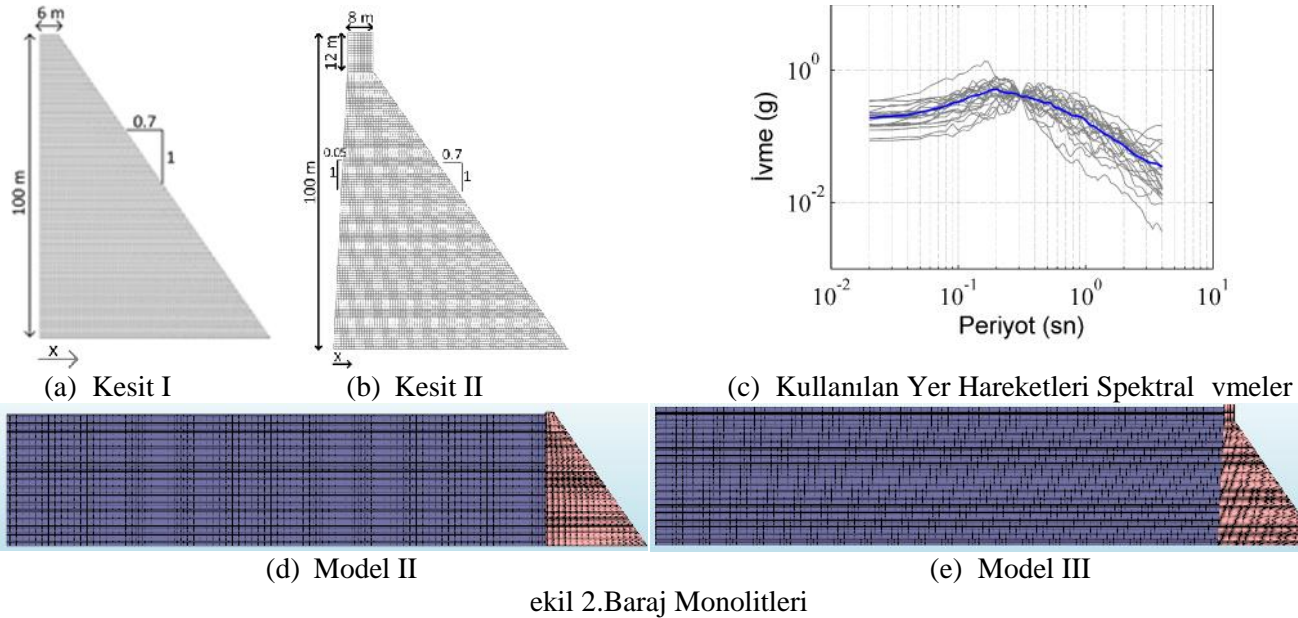 6 m
100 m
0.7
1
x
(a) Kesit I
8 m
12 m
100 m
0.05
1
0.7
1
x
(b) Kesit II
İvme (g)
10^0
10^-2
10^-2
10^-1
10^0
10^1
Periyot (sn)
(c) Kullanılan Yer Hareketleri Spektral vmeler
(d) Model II
(e) Model III
ekil 2.Baraj Monolitleri